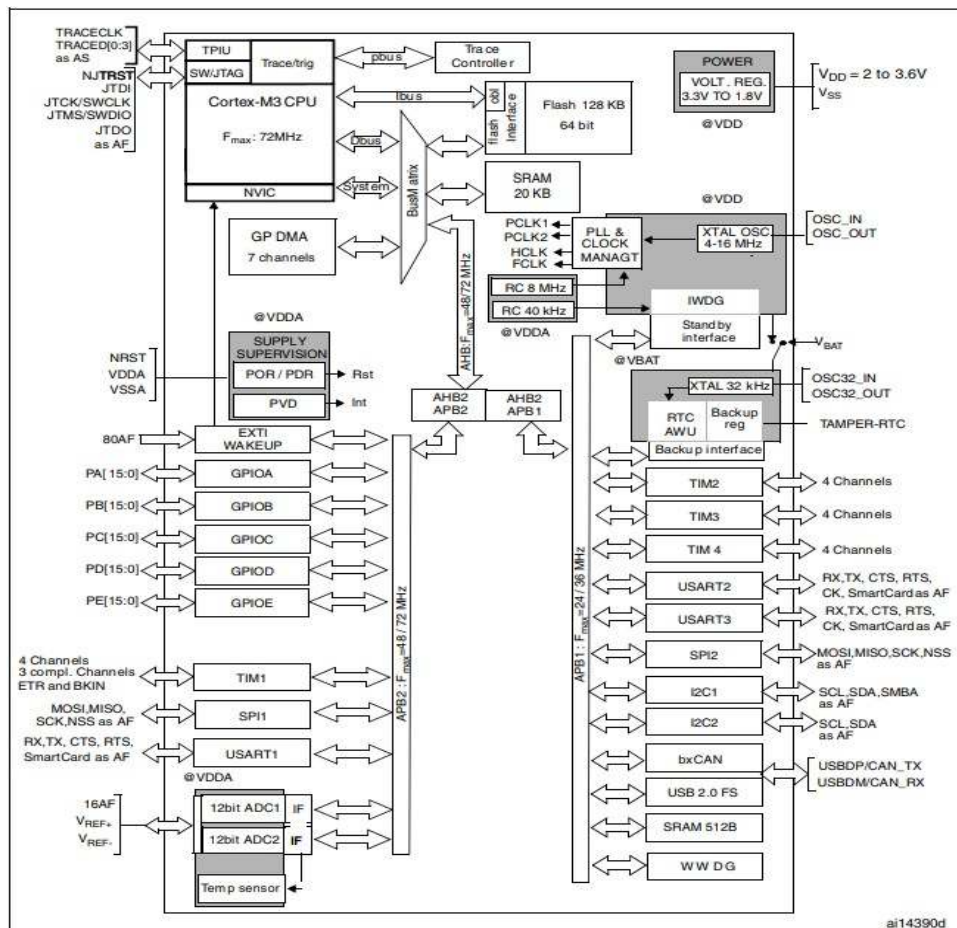 TRACECLK
TRACED[0:3]
as AS
NJTRST
JTDI
JTCK/SWCLK
JTMS/SWDIO
JTDO
as AF
TPIU
SW/JTAG
Trace/trig
Cortex-M3 CPU
Fmax: 72MHz
NVIC
pbus
Trace
Controller
Ibus
Dbus
System
BusM atrix
obl
flash
Interface
Flash 128 KB
64 bit
SRAM
20 KB
GP DMA
7 channels
POWER
VOLT. REG.
3.3V TO 1.8V
@VDD
VDD = 2 to 3.6V
VSS
@VDD
PCLK1
PCLK2
HCLK
FCLK
PLL &
CLOCK
MANAGT
XTAL OSC
4-16 MHz
OSC_IN
OSC_OUT
RC 8 MHz
RC 40 kHz
@VDDA
IWDG
Standby
interface
@VBAT
VBAT
XTAL 32 kHz
OSC32_IN
OSC32_OUT
RTC
AWU
Backup
reg
TAMPER-RTC
Backup interface
AHB:Fmax=48/72 MHz
@VDDA
NRST
VDDA
VSSA
SUPPLY
SUPERVISION
POR / PDR
Rst
PVD
Int
AHB2
APB2
AHB2
APB1
80AF
EXTI
WAKEUP
PA[ 15:0]
GPIOA
PB[15:0]
GPIOB
PC[15:0]
GPIOC
PD[15:0]
GPIOD
PE[15:0]
GPIOE
4 Channels
3 compl. Channels
ETR and BKIN
TIM1
MOSI,MISO,
SCK,NSS as AF
SPI1
RX,TX, CTS, RTS,
SmartCard as AF
USART1
@VDDA
16AF
VREF+
VREF-
12bit ADC1
IF
12bit ADC2
IF
Temp sensor
APB2 : Fmax=48 / 72 MHz
APB1 : Fmax=24 / 36 MHz
TIM2
4 Channels
TIM3
4 Channels
TIM 4
4 Channels
USART2
RX,TX, CTS, RTS,
CK, SmartCard as AF
USART3
RX,TX, CTS, RTS,
CK, SmartCard as AF
SPI2
MOSI,MISO,SCK,NSS
as AF
I2C1
SCL,SDA,SMBA
as AF
I2C2
SCL,SDA
as AF
bxCAN
USBDP/CAN_TX
USBDM/CAN_RX
USB 2.0 FS
SRAM 512B
WW DG
ai14390d